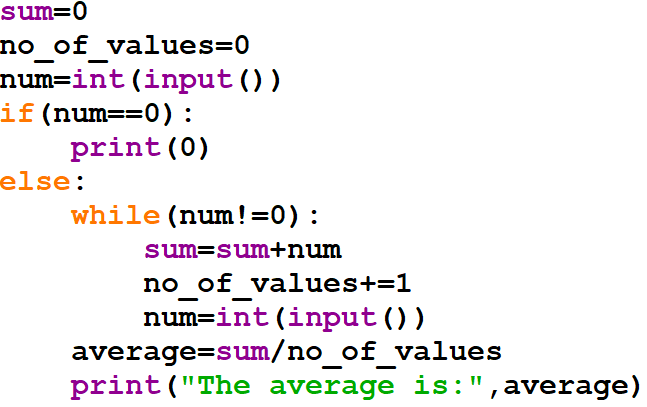 sum=0
no_of_values=0
num=int(input())
if(num==0):
    print(0)
else:
    while(num!=0):
        sum=sum+num
        no_of_values+=1
        num=int(input())
    average=sum/no_of_values
    print("The average is:",average)